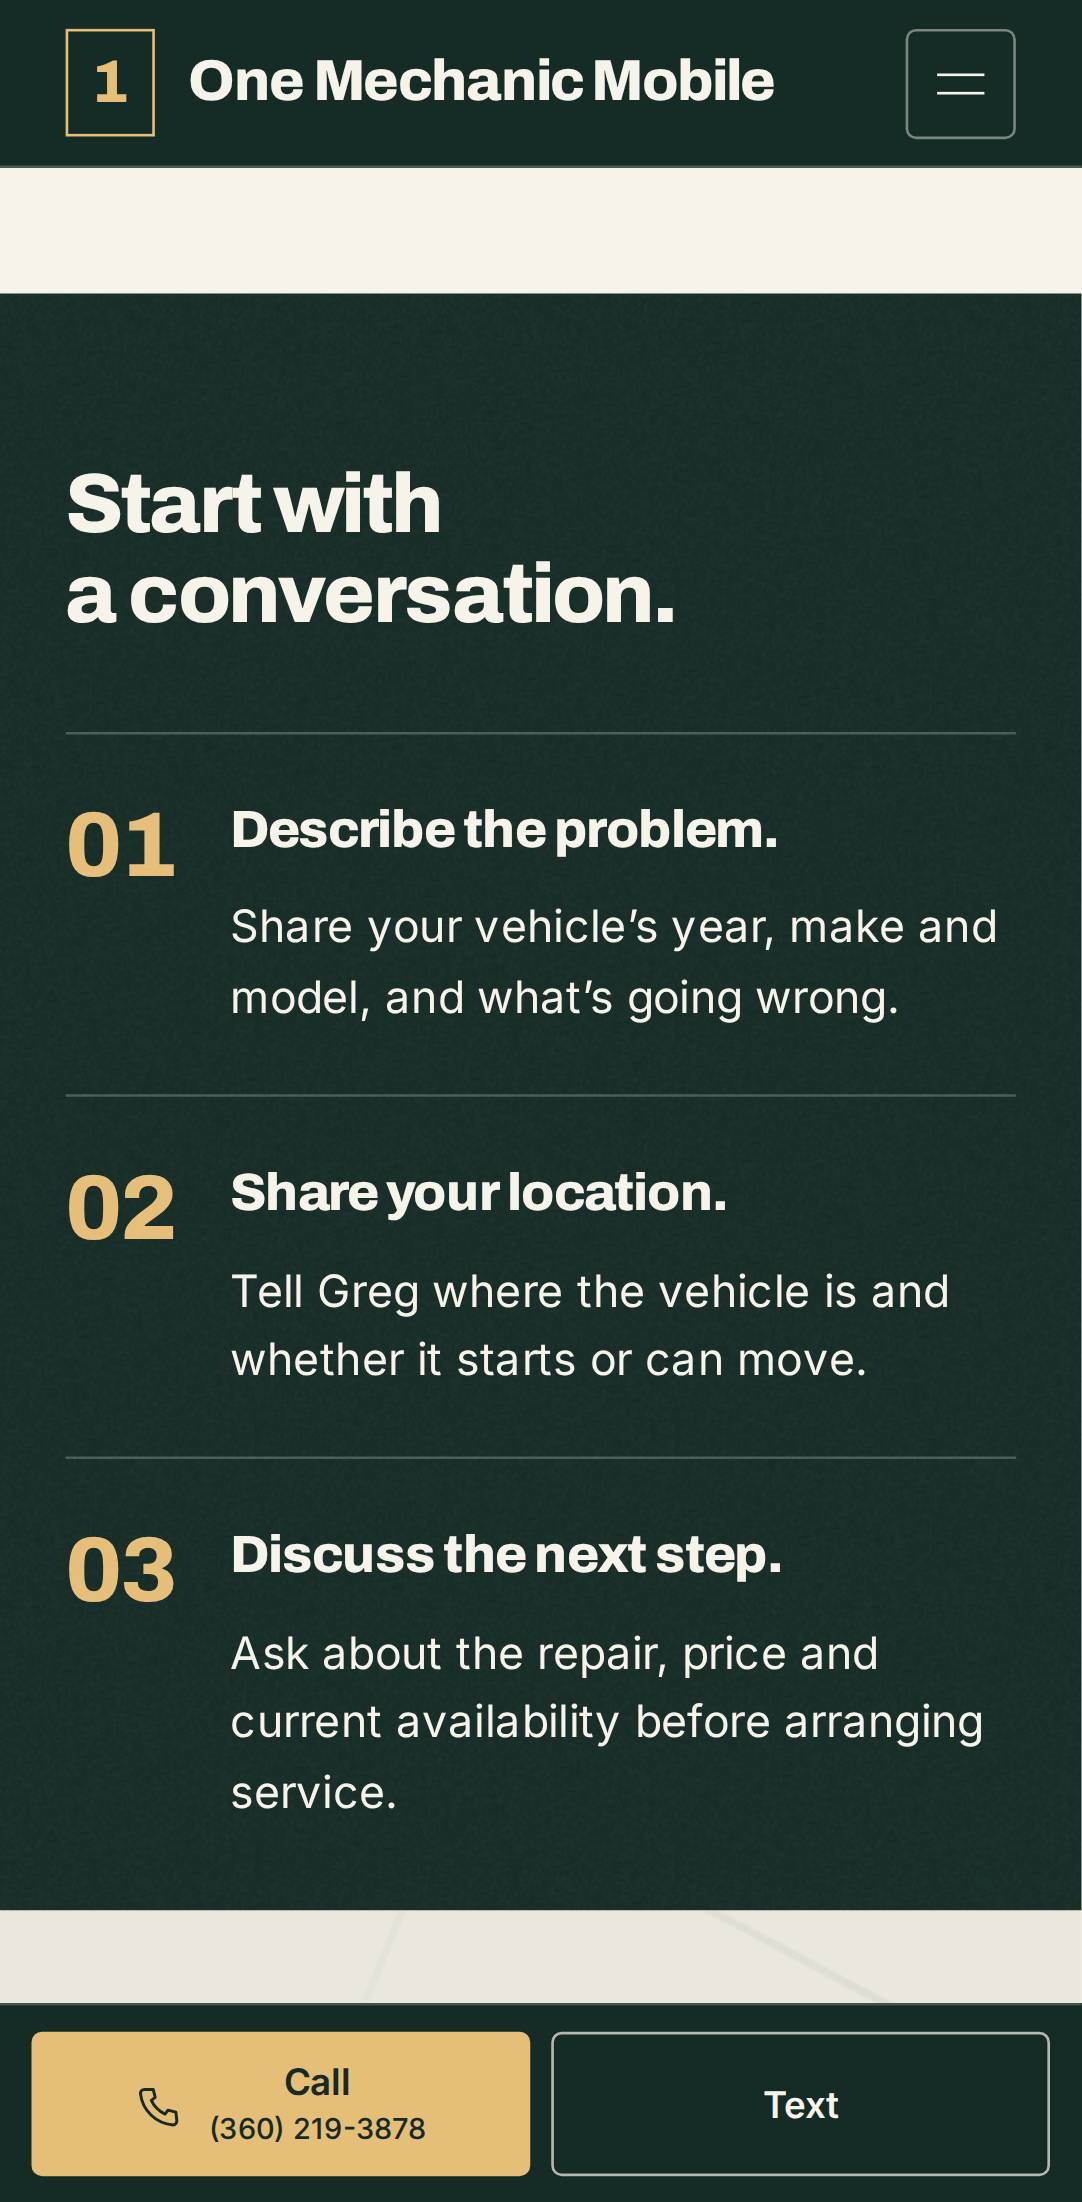 1 One Mechanic Mobile
Start with
a conversation.
01 Describe the problem.
Share your vehicle’s year, make and
model, and what’s going wrong.
02 Share your location.
Tell Greg where the vehicle is and
whether it starts or can move.
03 Discuss the next step.
Ask about the repair, price and
current availability before arranging
service.
Call
(360) 219-3878
Text